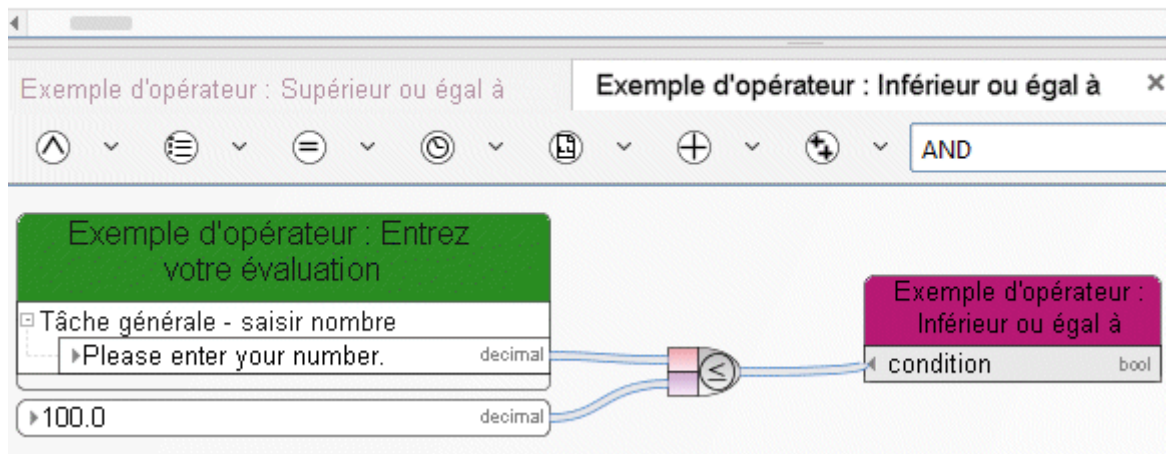 Exemple d'opérateur : Supérieur ou égal à
Exemple d'opérateur : Inférieur ou égal à
AND
Exemple d'opérateur : Entrez
votre évaluation
Tâche générale - saisir nombre
Please enter your number. decimal
100.0 decimal
≤
Exemple d'opérateur :
Inférieur ou égal à
condition bool